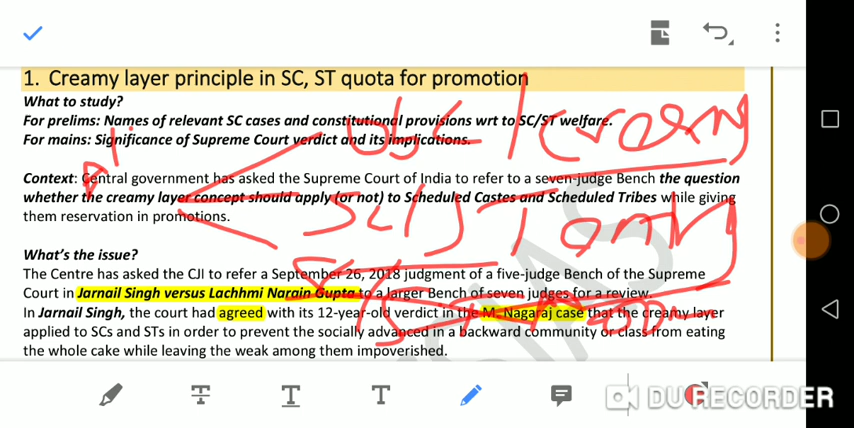 1. Creamy layer principle in SC, ST quota for promotion
What to study?
For prelims: Names of relevant SC cases and constitutional provisions wrt to SC/ST welfare.
For mains: Significance of Supreme Court verdict and its implications.
Context: Central government has asked the Supreme Court of India to refer to a seven-judge Bench the question
whether the creamy layer concept should apply (or not) to Scheduled Castes and Scheduled Tribes while giving
them reservation in promotions.
What's the issue?
The Centre has asked the CJI to refer a September 26, 2018 judgment of a five-judge Bench of the Supreme
Court in Jarnail Singh versus Lachhmi Narain Gupta to a larger Bench of seven judges for a review.
In Jarnail Singh, the court had agreed with its 12-year-old verdict in the M. Nagaraj case that the creamy layer
applied to SCs and STs in order to prevent the socially advanced in a backward community or class from eating
the whole cake while leaving the weak among them impoverished.
OBC / Cream
SC/ST
DU RECORDER